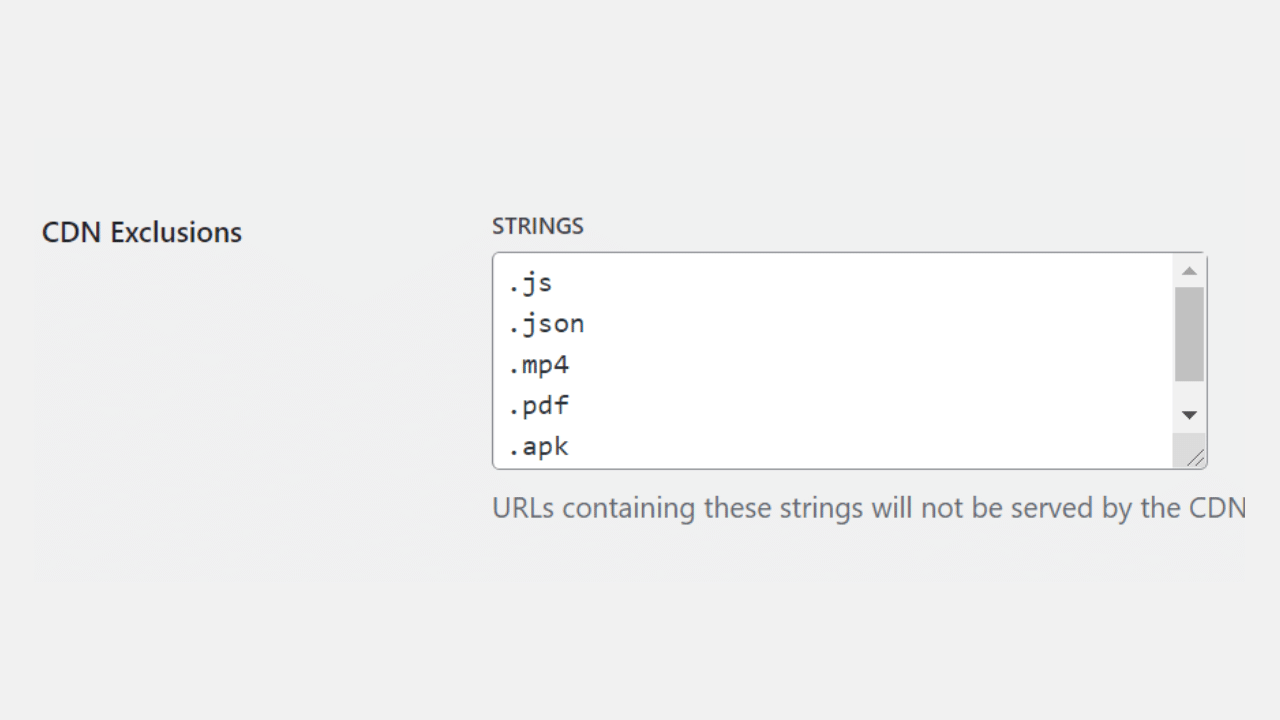 CDN Exclusions
STRINGS
.js
.json
.mp4
.pdf
.apk
URLs containing these strings will not be served by the CDN